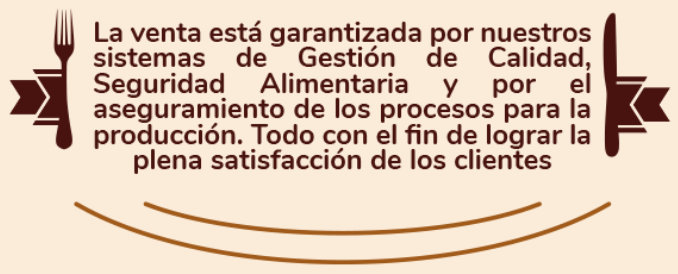 La venta está garantizada por nuestros
sistemas de Gestión de Calidad,
Seguridad Alimentaria y por el
aseguramiento de los procesos para la
producción. Todo con el fin de lograr la
plena satisfacción de los clientes